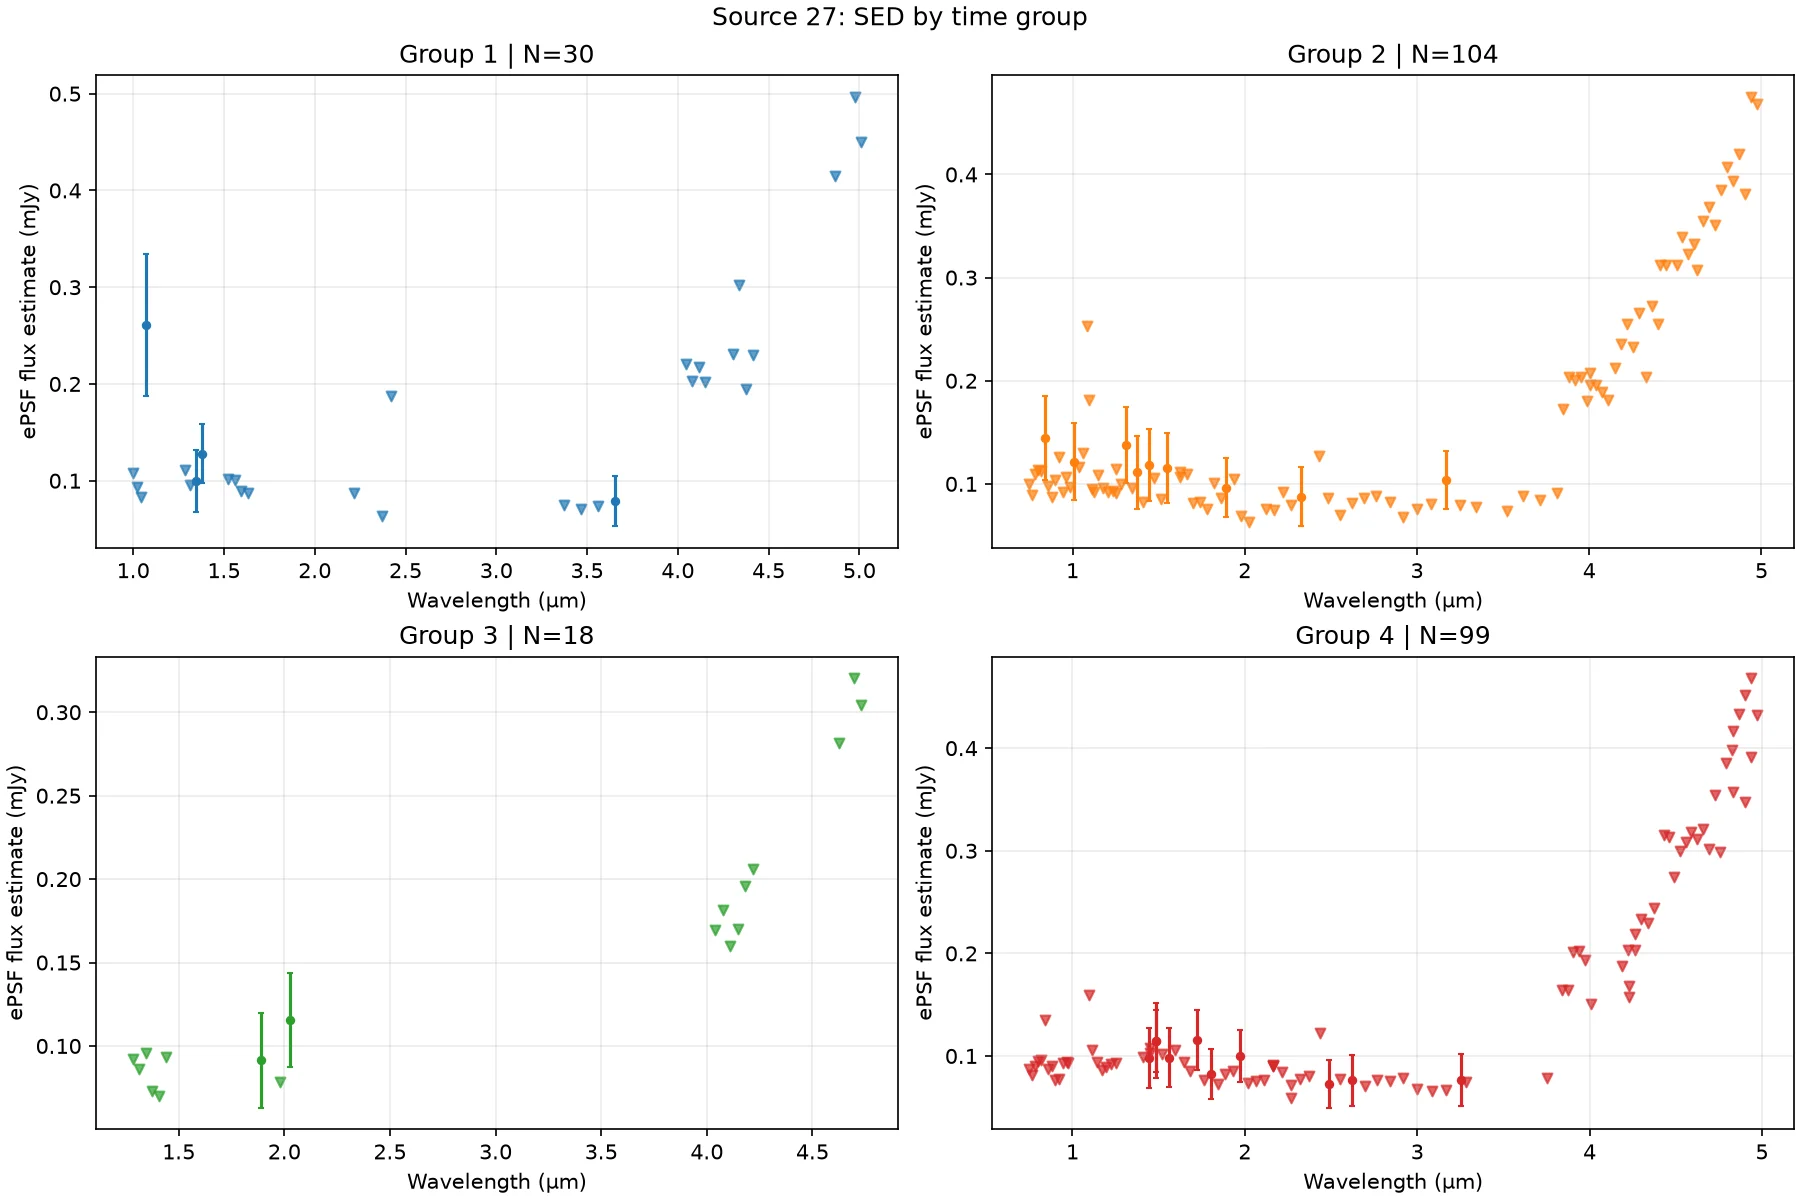 Source 27: SED by time group
Group 1 | N=30
ePSF flux estimate (mJy)
0.5
0.4
0.3
0.2
0.1
1.0 1.5 2.0 2.5 3.0 3.5 4.0 4.5 5.0
Wavelength (μm)
Group 2 | N=104
ePSF flux estimate (mJy)
0.4
0.3
0.2
0.1
1 2 3 4 5
Wavelength (μm)
Group 3 | N=18
ePSF flux estimate (mJy)
0.30
0.25
0.20
0.15
0.10
1.5 2.0 2.5 3.0 3.5 4.0 4.5
Wavelength (μm)
Group 4 | N=99
ePSF flux estimate (mJy)
0.4
0.3
0.2
0.1
1 2 3 4 5
Wavelength (μm)